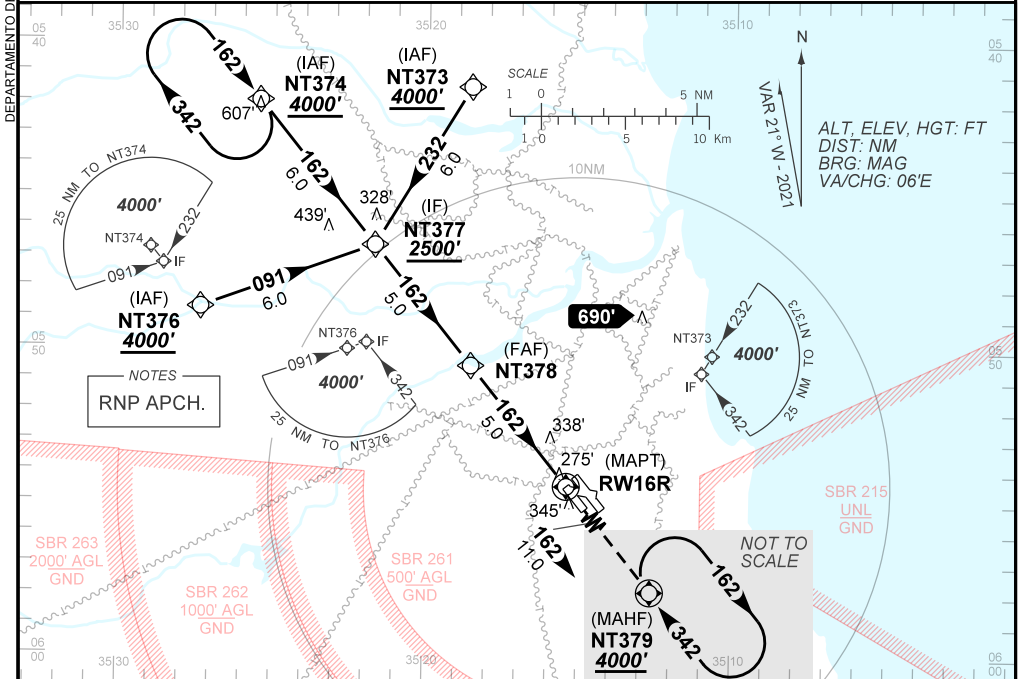 DEPARTAMENTO DE
35 30
35 20
35 10
05 40
05 40
(IAF)
NT374
4000'
(IAF)
NT373
4000'
SCALE
1 0 5 NM
5 10 Km
N
VAR 21° W - 2021
ALT, ELEV, HGT: FT
DIST: NM
BRG: MAG
VA/CHG: 06'E
162
342
607'
162
6.0
232
6.0
10NM
25 NM TO NT374
4000'
NT374
232
091
IF
439'
328'
(IF)
NT377
2500'
091
6.0
(IAF)
NT376
4000'
162
5.0
690'
NT376
IF
091
4000'
342
25 NM TO NT376
(FAF)
NT378
232
NT373
4000'
IF
342
25 NM TO NT373
05 50
05 50
NOTES
RNP APCH.
162
5.0
338'
275'
(MAPT)
RW16R
345'
162
11.0
SBR 263
2000' AGL
GND
SBR 262
1000' AGL
GND
SBR 261
500' AGL
GND
SBR 215
UNL
GND
NOT TO
SCALE
162
342
(MAHF)
NT379
4000'
06 00
06 00
35 30
35 20
35 10